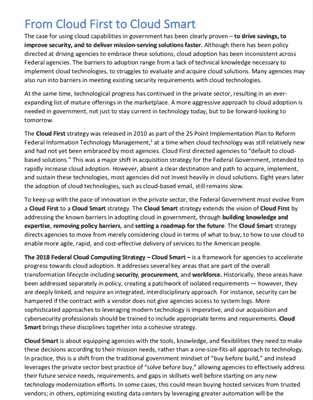 From Cloud First to Cloud Smart
The case for using cloud capabilities in government has been clearly proven – to drive savings, to
improve security, and to deliver mission-serving solutions faster. Although there has been policy
directed at driving agencies to embrace these solutions, cloud adoption has been inconsistent across
Federal agencies. The barriers to adoption range from a lack of technical knowledge necessary to
implement cloud technologies, to struggles to evaluate and acquire cloud solutions. Many agencies may
also run into barriers in meeting existing security requirements with cloud technologies.
At the same time, technological progress has continued in the private sector, resulting in an ever-
expanding list of mature offerings in the marketplace. A more aggressive approach to cloud adoption is
needed in government, not just to stay current in technology today, but to be forward-looking to
tomorrow.
The Cloud First strategy was released in 2010 as part of the 25 Point Implementation Plan to Reform
Federal Information Technology Management,¹ at a time when cloud technology was still relatively new
and had not yet been embraced by most agencies. Cloud First directed agencies to "default to cloud-
based solutions." This was a major shift in acquisition strategy for the Federal Government, intended to
rapidly increase cloud adoption. However, absent a clear destination and path to acquire, implement,
and sustain these technologies, most agencies did not invest heavily in cloud solutions. Eight years later
the adoption of cloud technologies, such as cloud-based email, still remains slow.
To keep up with the pace of innovation in the private sector, the Federal Government must evolve from
a Cloud First to a Cloud Smart strategy. The Cloud Smart strategy extends the vision of Cloud First by
addressing the known barriers in adopting cloud in government, through building knowledge and
expertise, removing policy barriers, and setting a roadmap for the future. The Cloud Smart strategy
directs agencies to move from merely considering cloud in terms of what to buy, to how to use cloud to
enable more agile, rapid, and cost-effective delivery of services to the American people.
The 2018 Federal Cloud Computing Strategy – Cloud Smart – is a framework for agencies to accelerate
progress towards cloud adoption. It addresses several key areas that are part of the overall
transformation lifecycle including security, procurement, and workforce. Historically, these areas have
been addressed separately in policy, creating a patchwork of isolated requirements — however, they
are deeply linked, and require an integrated, interdisciplinary approach. For instance, security can be
hampered if the contract with a vendor does not give agencies access to system logs. More
sophisticated approaches to leveraging modern technology is imperative, and our acquisition and
cybersecurity professionals should be trained to include appropriate terms and requirements. Cloud
Smart brings these disciplines together into a cohesive strategy.
Cloud Smart is about equipping agencies with the tools, knowledge, and flexibilities they need to make
these decisions according to their mission needs, rather than a one-size-fits-all approach to technology.
In practice, this is a shift from the traditional government mindset of "buy before build," and instead
leverages the private sector best practice of "solve before buy," allowing agencies to effectively address
their future service needs, requirements, and gaps in skillsets well before starting on any new
technology modernization efforts. In some cases, this could mean buying hosted services from trusted
vendors; in others, optimizing existing data centers by leveraging greater automation will be the